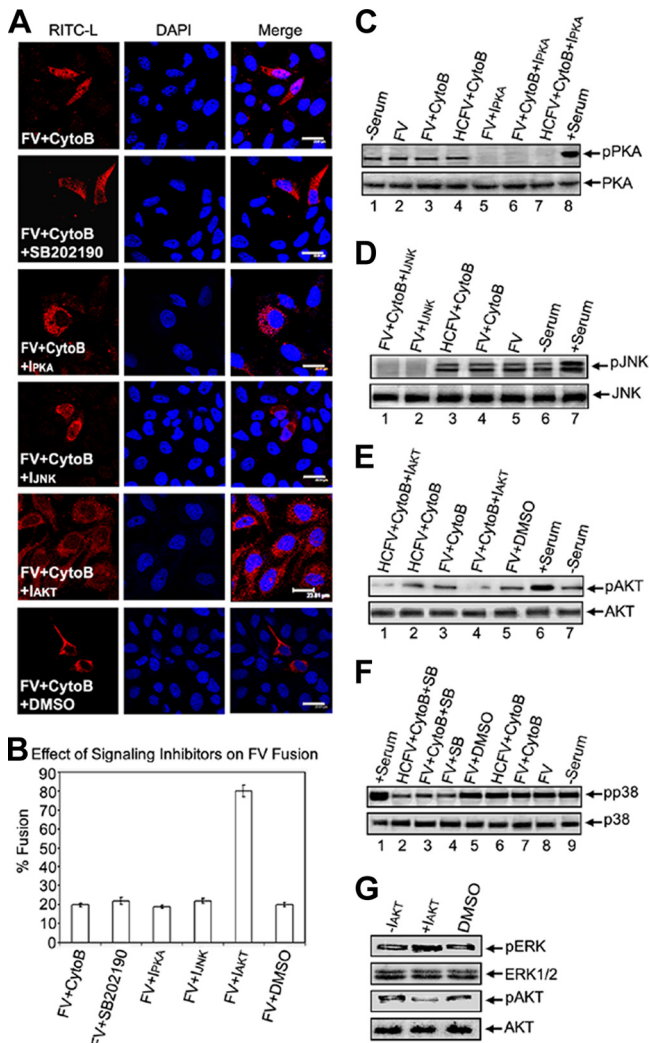 A
RITC-L
DAPI
Merge
FV+CytoB
FV+CytoB
+SB202190
FV+CytoB
+IPKA
FV+CytoB
+IJNK
FV+CytoB
+IAKT
23.81 µm
FV+CytoB
+DMSO
B
Effect of Signaling Inhibitors on FV Fusion
% Fusion
90
80
70
60
50
40
30
20
10
0
FV+CytoB
FV+SB202190
FV+IPKA
FV+IJNK
FV+IAKT
FV+DMSO
C
-Serum
FV
FV+CytoB
HCFV+CytoB
FV+IPKA
FV+CytoB+IPKA
HCFV+CytoB+IPKA
+Serum
pPKA
PKA
1 2 3 4 5 6 7 8
D
FV+CytoB+IJNK
FV+IJNK
HCFV+CytoB
FV+CytoB
FV
-Serum
+Serum
pJNK
JNK
1 2 3 4 5 6 7
E
HCFV+CytoB+IAKT
HCFV+CytoB
FV+CytoB
FV+CytoB+IAKT
FV+DMSO
+Serum
-Serum
pAKT
AKT
1 2 3 4 5 6 7
F
+Serum
HCFV+CytoB+SB
FV+CytoB+SB
FV+SB
FV+DMSO
HCFV+CytoB
FV+CytoB
FV
-Serum
pp38
p38
1 2 3 4 5 6 7 8 9
G
-IAKT
+IAKT
DMSO
pERK
ERK1/2
pAKT
AKT